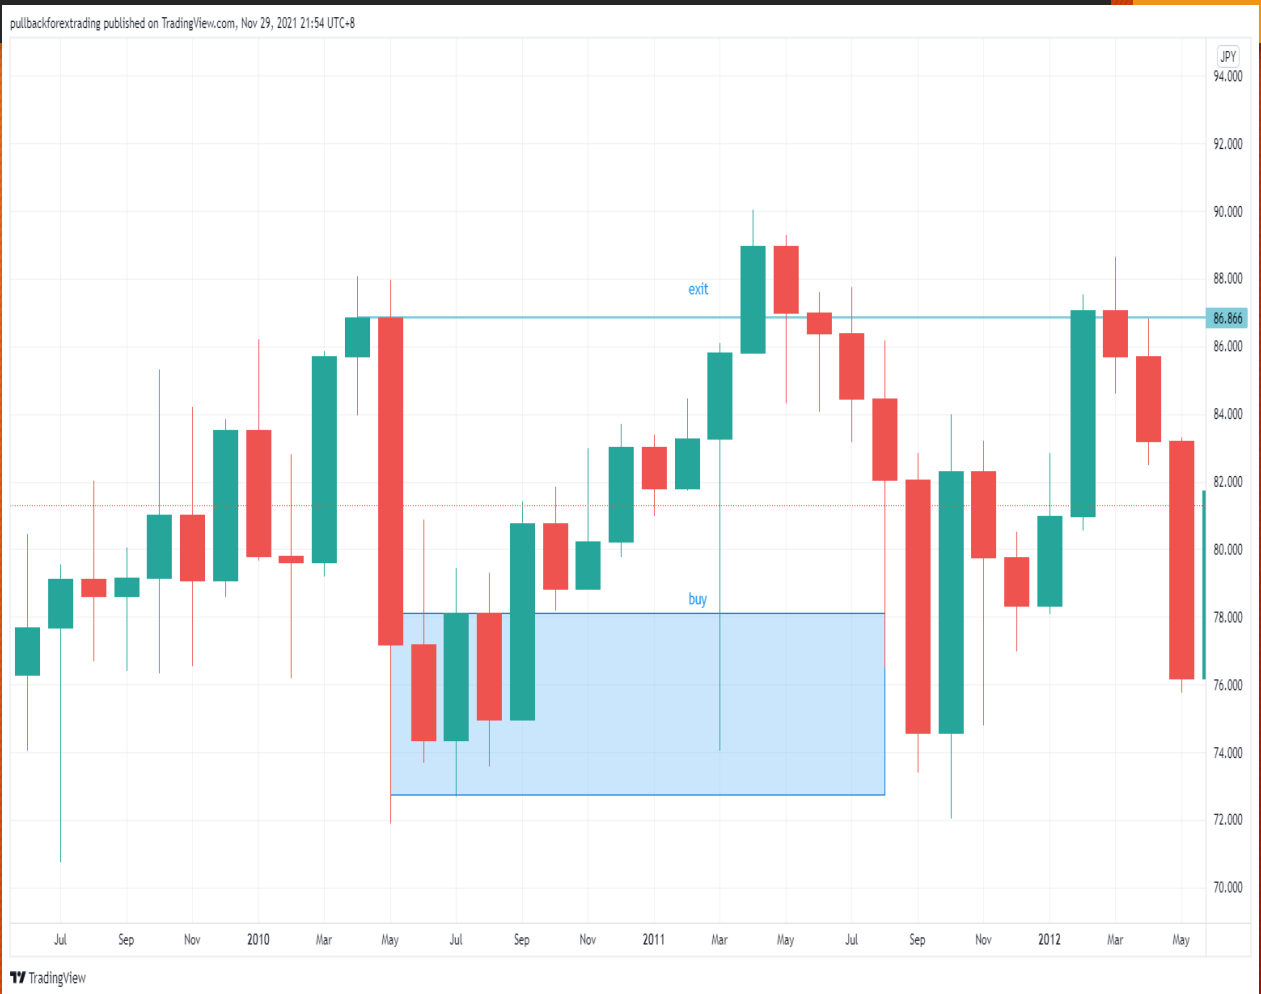 pullbackforextrading published on TradingView.com, Nov 29, 2021 21:54 UTC+8
JPY
94.000
92.000
90.000
88.000
exit
86.866
86.000
84.000
82.000
80.000
buy
78.000
76.000
74.000
72.000
70.000
Jul Sep Nov 2010 Mar May Jul Sep Nov 2011 Mar May Jul Sep Nov 2012 Mar May
TradingView